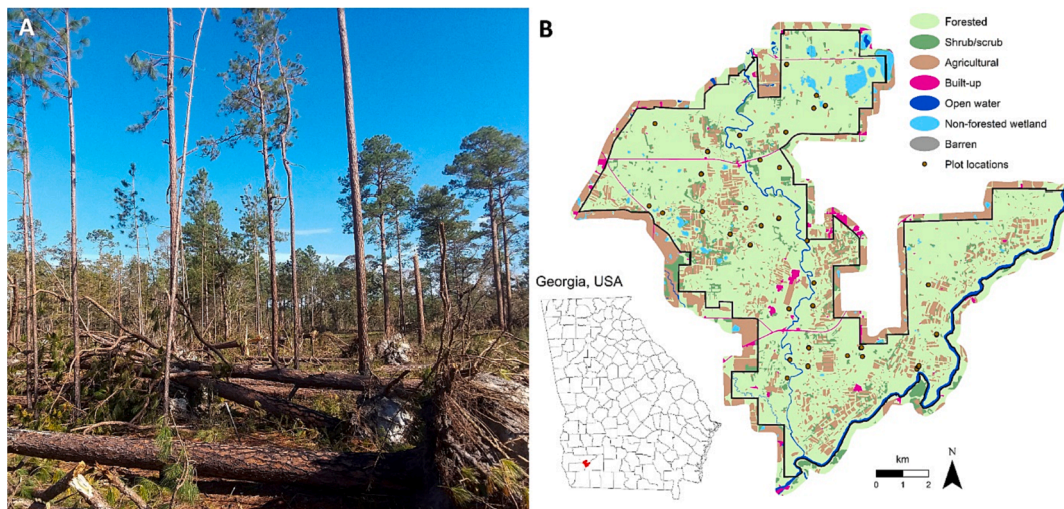 A
B
Forested
Shrub/scrub
Agricultural
Built-up
Open water
Non-forested wetland
Barren
Plot locations
Georgia, USA
km
0 1 2
N